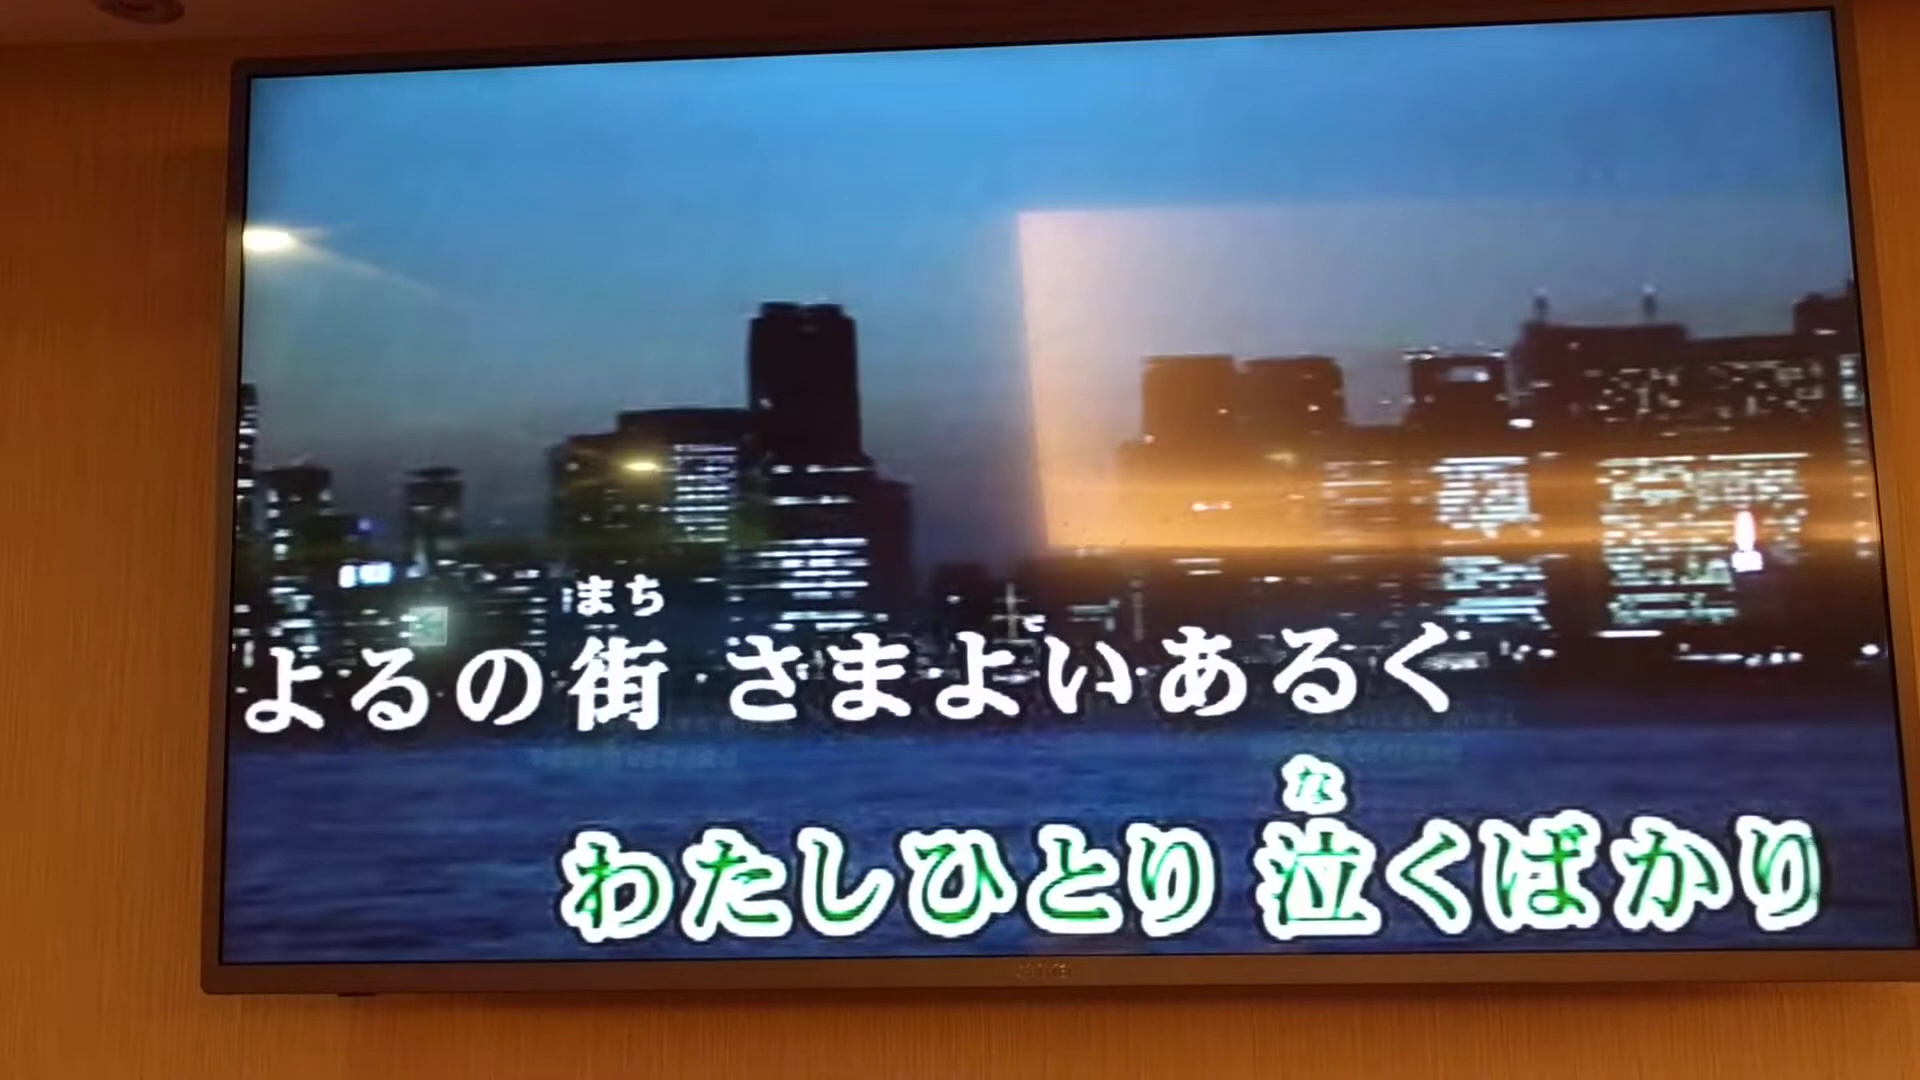 まち
よるの街 さまよいあるく
な
わたしひとり 泣くばかり